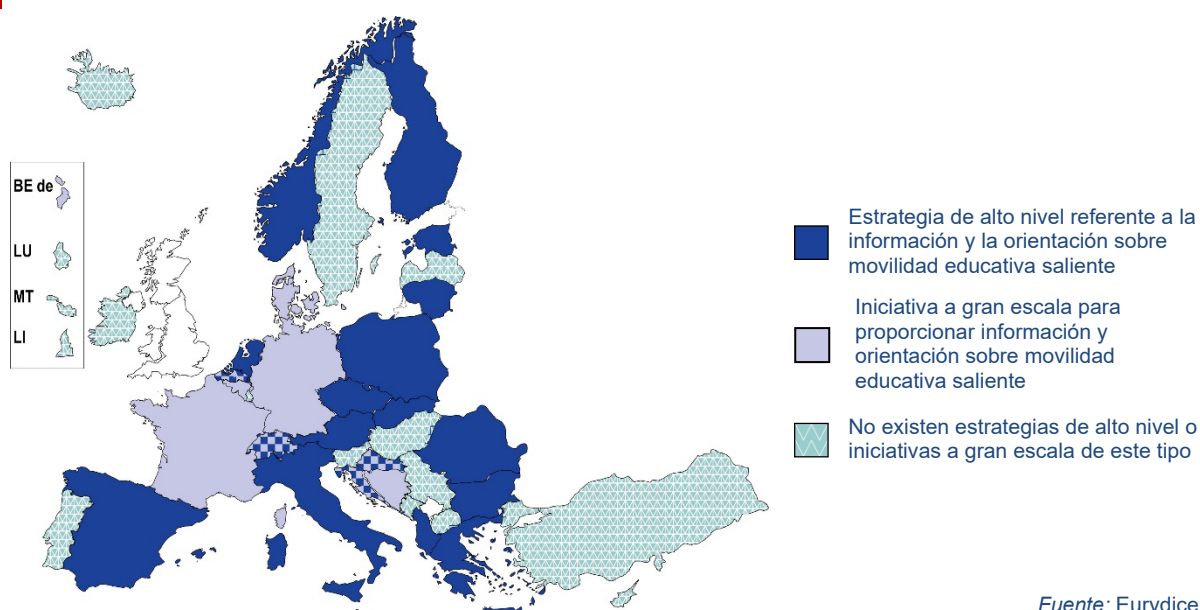 BE de
LU
MT
LI
Estrategia de alto nivel referente a la
información y la orientación sobre
movilidad educativa saliente
Iniciativa a gran escala para
proporcionar información y
orientación sobre movilidad
educativa saliente
No existen estrategias de alto nivel o
iniciativas a gran escala de este tipo
Fuente: Eurydice